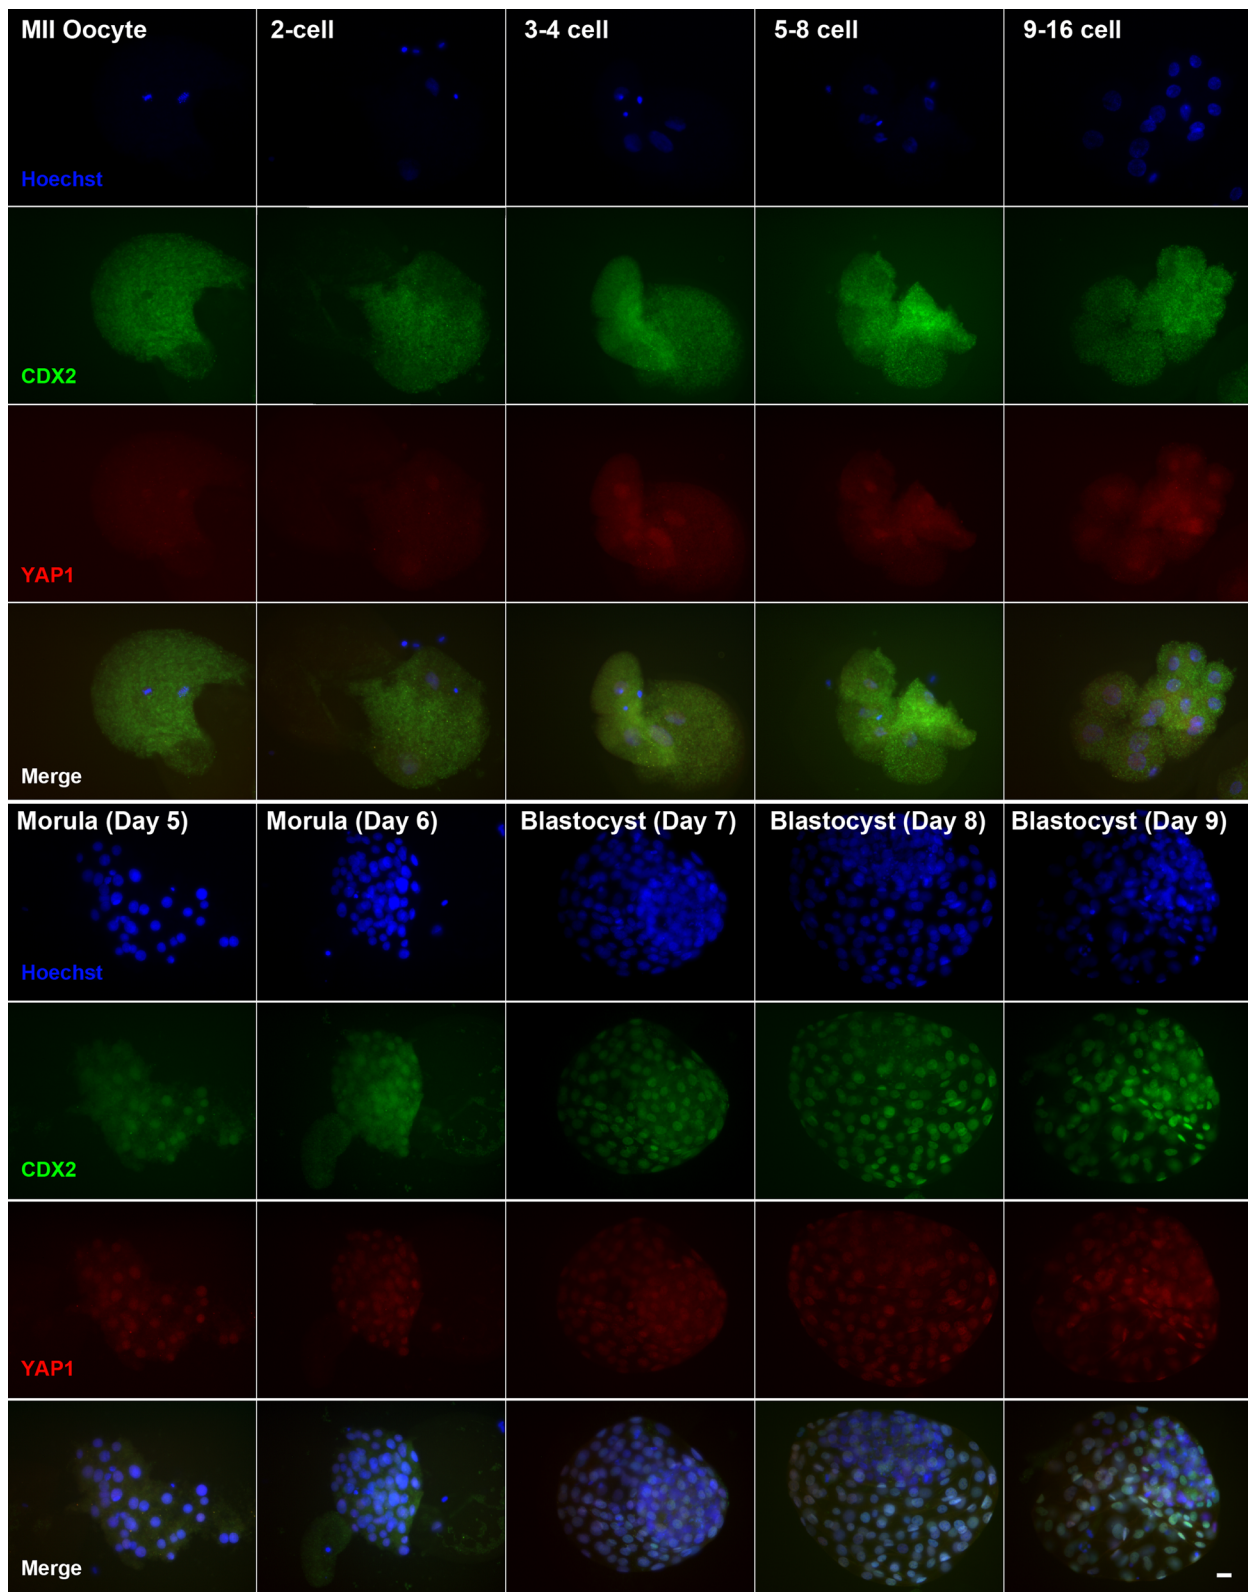 MII Oocyte
2-cell
3-4 cell
5-8 cell
9-16 cell
Hoechst
CDX2
YAP1
Merge
Morula (Day 5)
Morula (Day 6)
Blastocyst (Day 7)
Blastocyst (Day 8)
Blastocyst (Day 9)
Hoechst
CDX2
YAP1
Merge